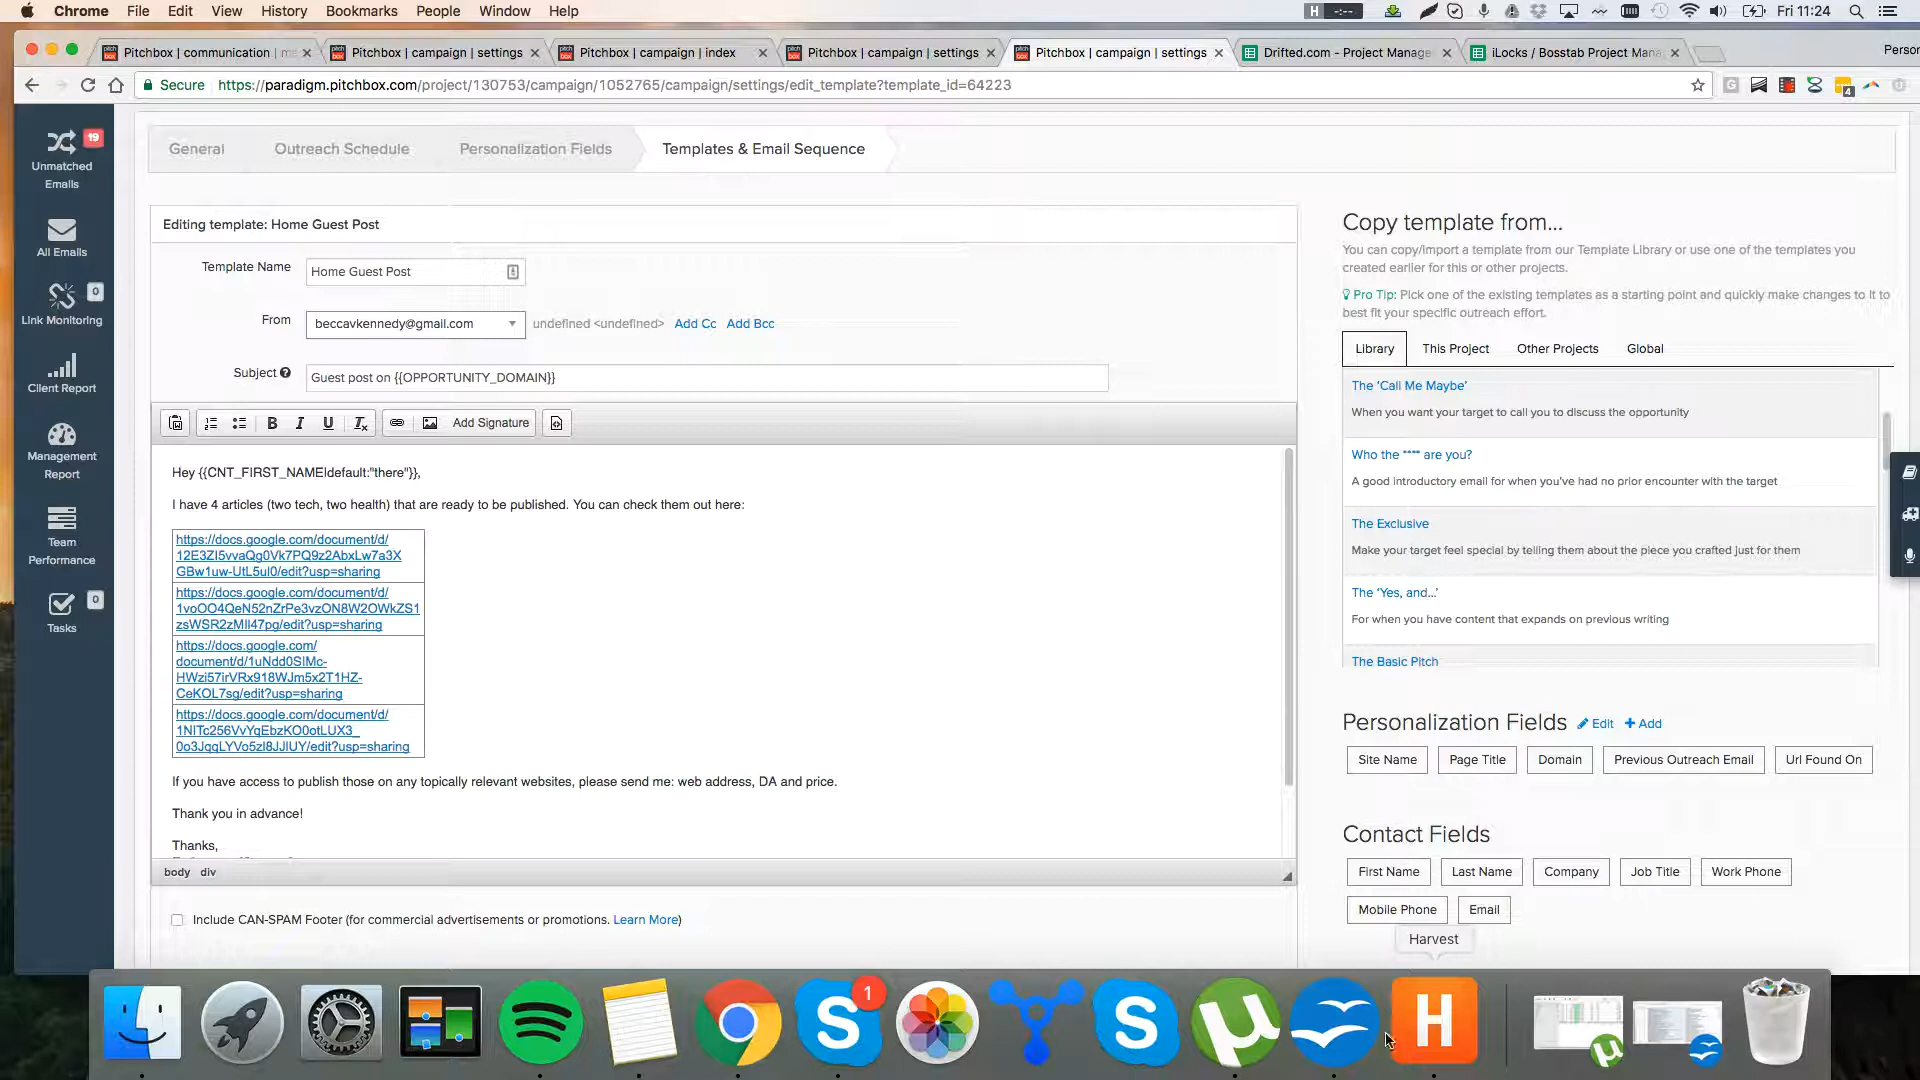 Chrome File Edit View History Bookmarks People Window Help
Fri 11:24
Pitchbox | communication |
Pitchbox | campaign | settings
Pitchbox | campaign | index
Pitchbox | campaign | settings
Pitchbox | campaign | settings
Drifted.com - Project Manage
iLocks / Bosstab Project Mana
Perso
Secure https://paradigm.pitchbox.com/project/130753/campaign/1052765/campaign/settings/edit_template?template_id=64223
4
19
Unmatched
Emails
All Emails
0
Link Monitoring
Client Report
Management
Report
Team
Performance
0
Tasks
General Outreach Schedule Personalization Fields Templates & Email Sequence
Editing template: Home Guest Post
Template Name Home Guest Post
From beccavkennedy@gmail.com undefined <undefined> Add Cc Add Bcc
Subject Guest post on {{OPPORTUNITY_DOMAIN}}
B I U Tx Add Signature
Hey {{CNT_FIRST_NAME|default:"there"}},
I have 4 articles (two tech, two health) that are ready to be published. You can check them out here:
https://docs.google.com/document/d/
12E3ZI5vvaQg0Vk7PQ9z2AbxLw7a3X
GBw1uw-UtL5uI0/edit?usp=sharing
https://docs.google.com/document/d/
1voOO4QeN52nZrPe3vzON8W2OWkZS1
zsWSR2zMIl47pg/edit?usp=sharing
https://docs.google.com/
document/d/1uNdd0SIMc-
HWzi57irVRx918WJm5x2T1HZ-
CeKOL7sg/edit?usp=sharing
https://docs.google.com/document/d/
1NITc256VvYqEbzKO0otLUX3_
0o3JqqLYVo5zI8JJIUY/edit?usp=sharing
If you have access to publish those on any topically relevant websites, please send me: web address, DA and price.
Thank you in advance!
Thanks,
body div
Include CAN-SPAM Footer (for commercial advertisements or promotions. Learn More)
Copy template from...
You can copy/import a template from our Template Library or use one of the templates you
created earlier for this or other projects.
Pro Tip: Pick one of the existing templates as a starting point and quickly make changes to it to
best fit your specific outreach effort.
Library This Project Other Projects Global
The 'Call Me Maybe'
When you want your target to call you to discuss the opportunity
Who the **** are you?
A good introductory email for when you've had no prior encounter with the target
The Exclusive
Make your target feel special by telling them about the piece you crafted just for them
The 'Yes, and...'
For when you have content that expands on previous writing
The Basic Pitch
Personalization Fields Edit + Add
Site Name Page Title Domain Previous Outreach Email Url Found On
Contact Fields
First Name Last Name Company Job Title Work Phone
Mobile Phone Email
Harvest
1